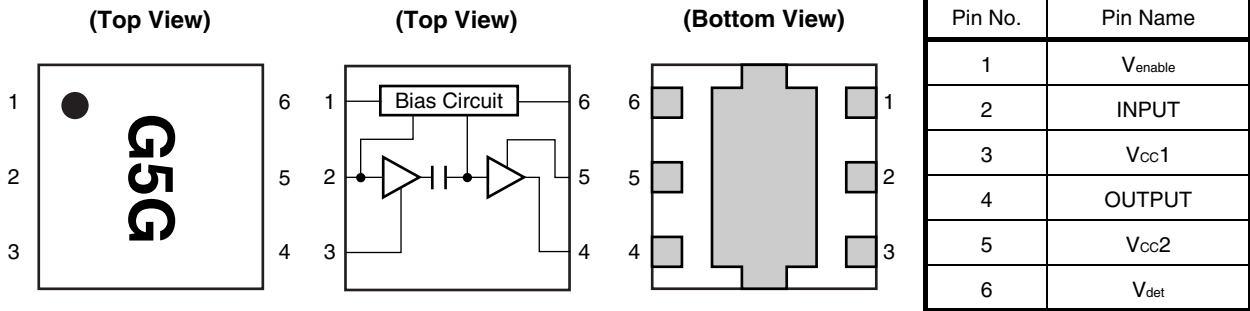 (Top View)
1
2
3
6
5
4
G5G
(Top View)
1
2
3
6
5
4
Bias Circuit
(Bottom View)
6
5
4
1
2
3
Pin No. Pin Name
1 Venable
2 INPUT
3 VCC1
4 OUTPUT
5 VCC2
6 Vdet